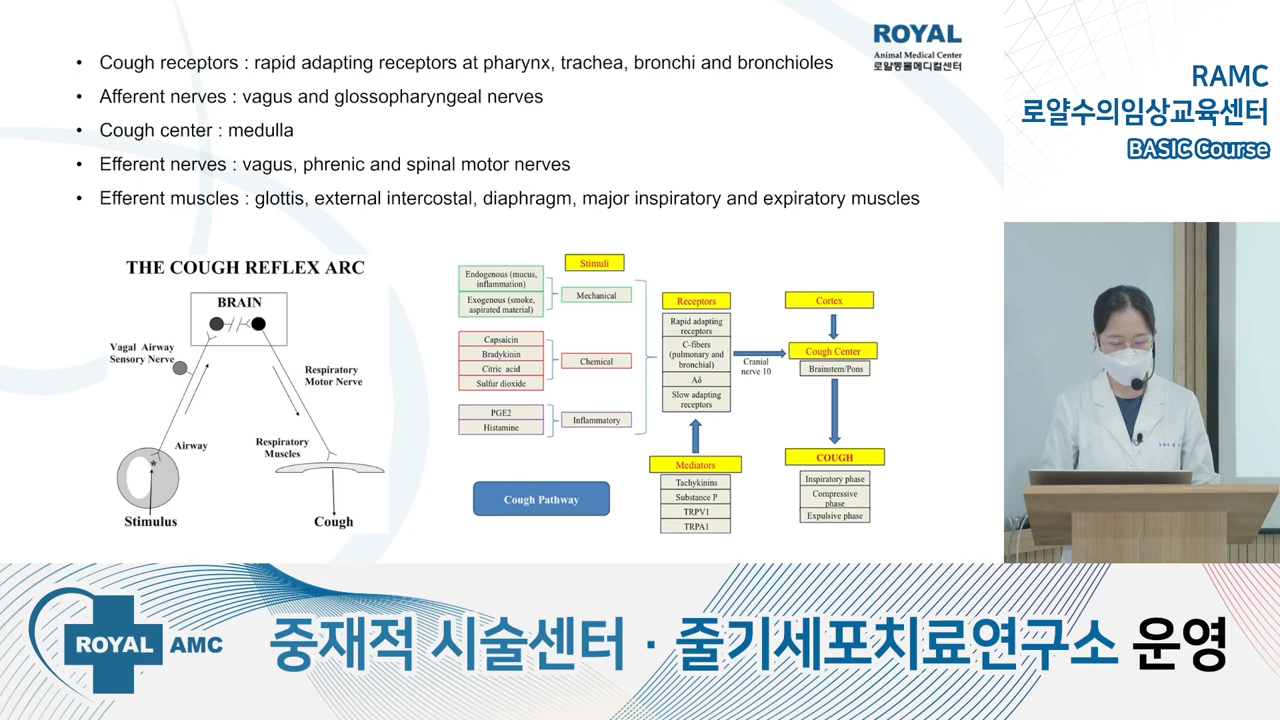 ROYAL
Animal Medical Center
로얄동물메디컬센터
• Cough receptors : rapid adapting receptors at pharynx, trachea, bronchi and bronchioles
• Afferent nerves : vagus and glossopharyngeal nerves
• Cough center : medulla
• Efferent nerves : vagus, phrenic and spinal motor nerves
• Efferent muscles : glottis, external intercostal, diaphragm, major inspiratory and expiratory muscles
RAMC
로얄수의임상교육센터
BASIC Course
THE COUGH REFLEX ARC
BRAIN
Vagal Airway
Sensory Nerve
Respiratory
Motor Nerve
Airway
Respiratory
Muscles
*
Stimulus
Cough
Stimuli
Endogenous (mucus,
inflammation)
Exogenous (smoke,
aspirated material)
Mechanical
Capsaicin
Bradykinin
Citric acid
Sulfur dioxide
Chemical
PGE2
Histamine
Inflammatory
Cough Pathway
Receptors
Rapid adapting
receptors
C-fibers
(pulmonary and
bronchial)
Aδ
Slow adapting
receptors
Mediators
Tachykinins
Substance P
TRPV1
TRPA1
Cranial
nerve 10
Cortex
Cough Center
Brainstem/Pons
COUGH
Inspiratory phase
Compressive
phase
Expulsive phase
ROYAL AMC
중재적 시술센터 · 줄기세포치료연구소 운영